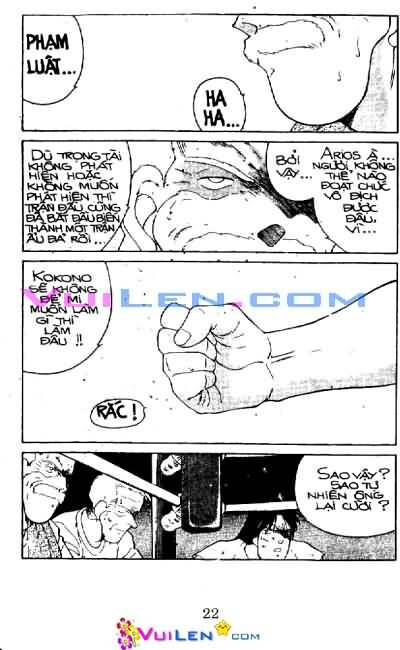 PHẠM
LUẬT...
HA
HA...
DÙ TRỌNG TÀI
KHÔNG PHÁT
HIỆN HOẶC
KHÔNG MUỐN
PHÁT HIỆN THÌ
TRẬN ĐẤU CŨNG
ĐÃ BẮT ĐẦU BIẾN
THÀNH MỘT TRẬN
ẨU ĐẢ RỒI...
BỞI
VẬY...
ARIOS À...
NGƯƠI KHÔNG
THỂ NÀO
ĐOẠT CHỨC
VÔ ĐỊCH
ĐƯỢC
ĐÂU.
VÌ...
KOKONO
SẼ KHÔNG
ĐỂ MI
MUỐN LÀM
GÌ THÌ
LÀM
ĐÂU !!
VUILEN.COM
RẮC !
SAO VẬY ?
SAO TỰ
NHIÊN ÔNG
LẠI CƯỜI ?
22
VUILEN.COM